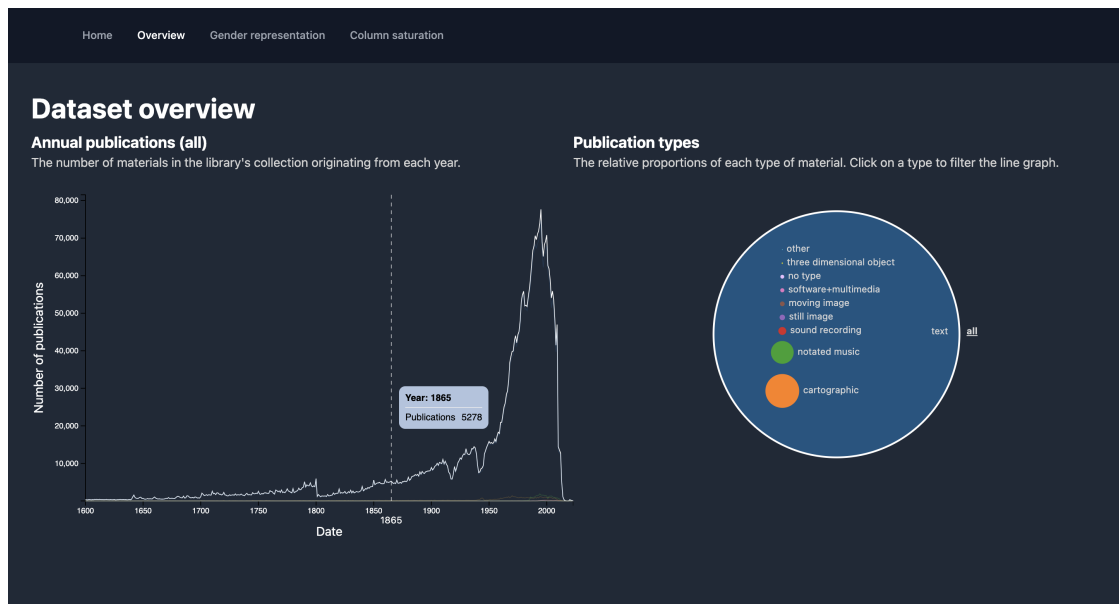 Home Overview Gender representation Column saturation
Dataset overview
Annual publications (all)
The number of materials in the library's collection originating from each year.
Number of publications
80,000
70,000
60,000
50,000
40,000
30,000
20,000
10,000
Year: 1865
Publications 5278
1600 1650 1700 1750 1800 1850 1900 1950 2000
1865
Date
Publication types
The relative proportions of each type of material. Click on a type to filter the line graph.
other
three dimensional object
no type
software+multimedia
moving image
still image
sound recording
text all
notated music
cartographic